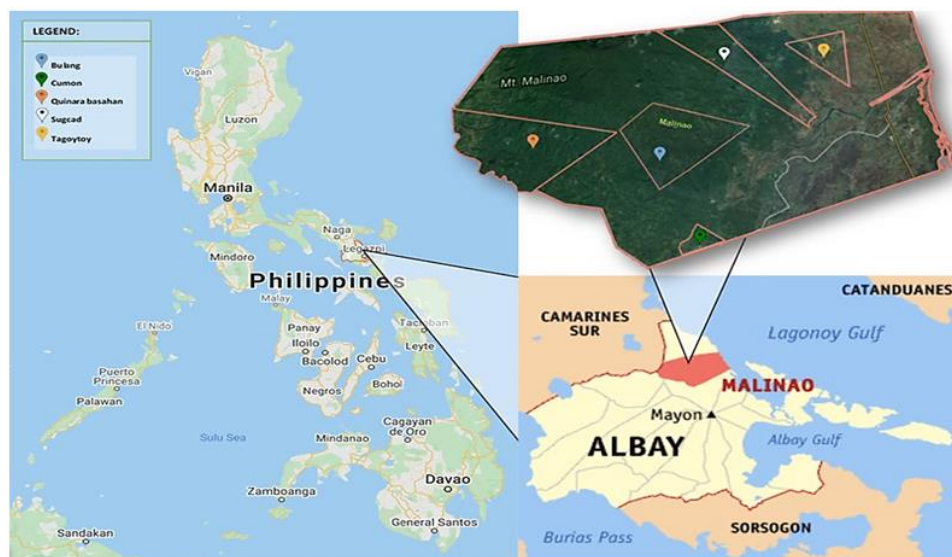 LEGEND:
Bulang
Cumon
Quinara basahan
Sugcad
Tagoytoy
Vigan
Luzon
Manila
Naga
Legazpi
Mindoro
Philippines
Malay
El Nido
Panay
Tacloban
Iloilo
Cebu
Leyte
Bacolod
Puerto
Princesa
Negros
Bohol
Palawan
Cagayan
de Oro
Sulu Sea
Mindanao
Davao
Zamboanga
General Santos
Sandakan
Mt. Malinao
Malinao
CAMARINES
SUR
CATANDUANES
Lagonoy Gulf
MALINAO
Mayon
ALBAY
Albay Gulf
SORSOGON
Burias Pass